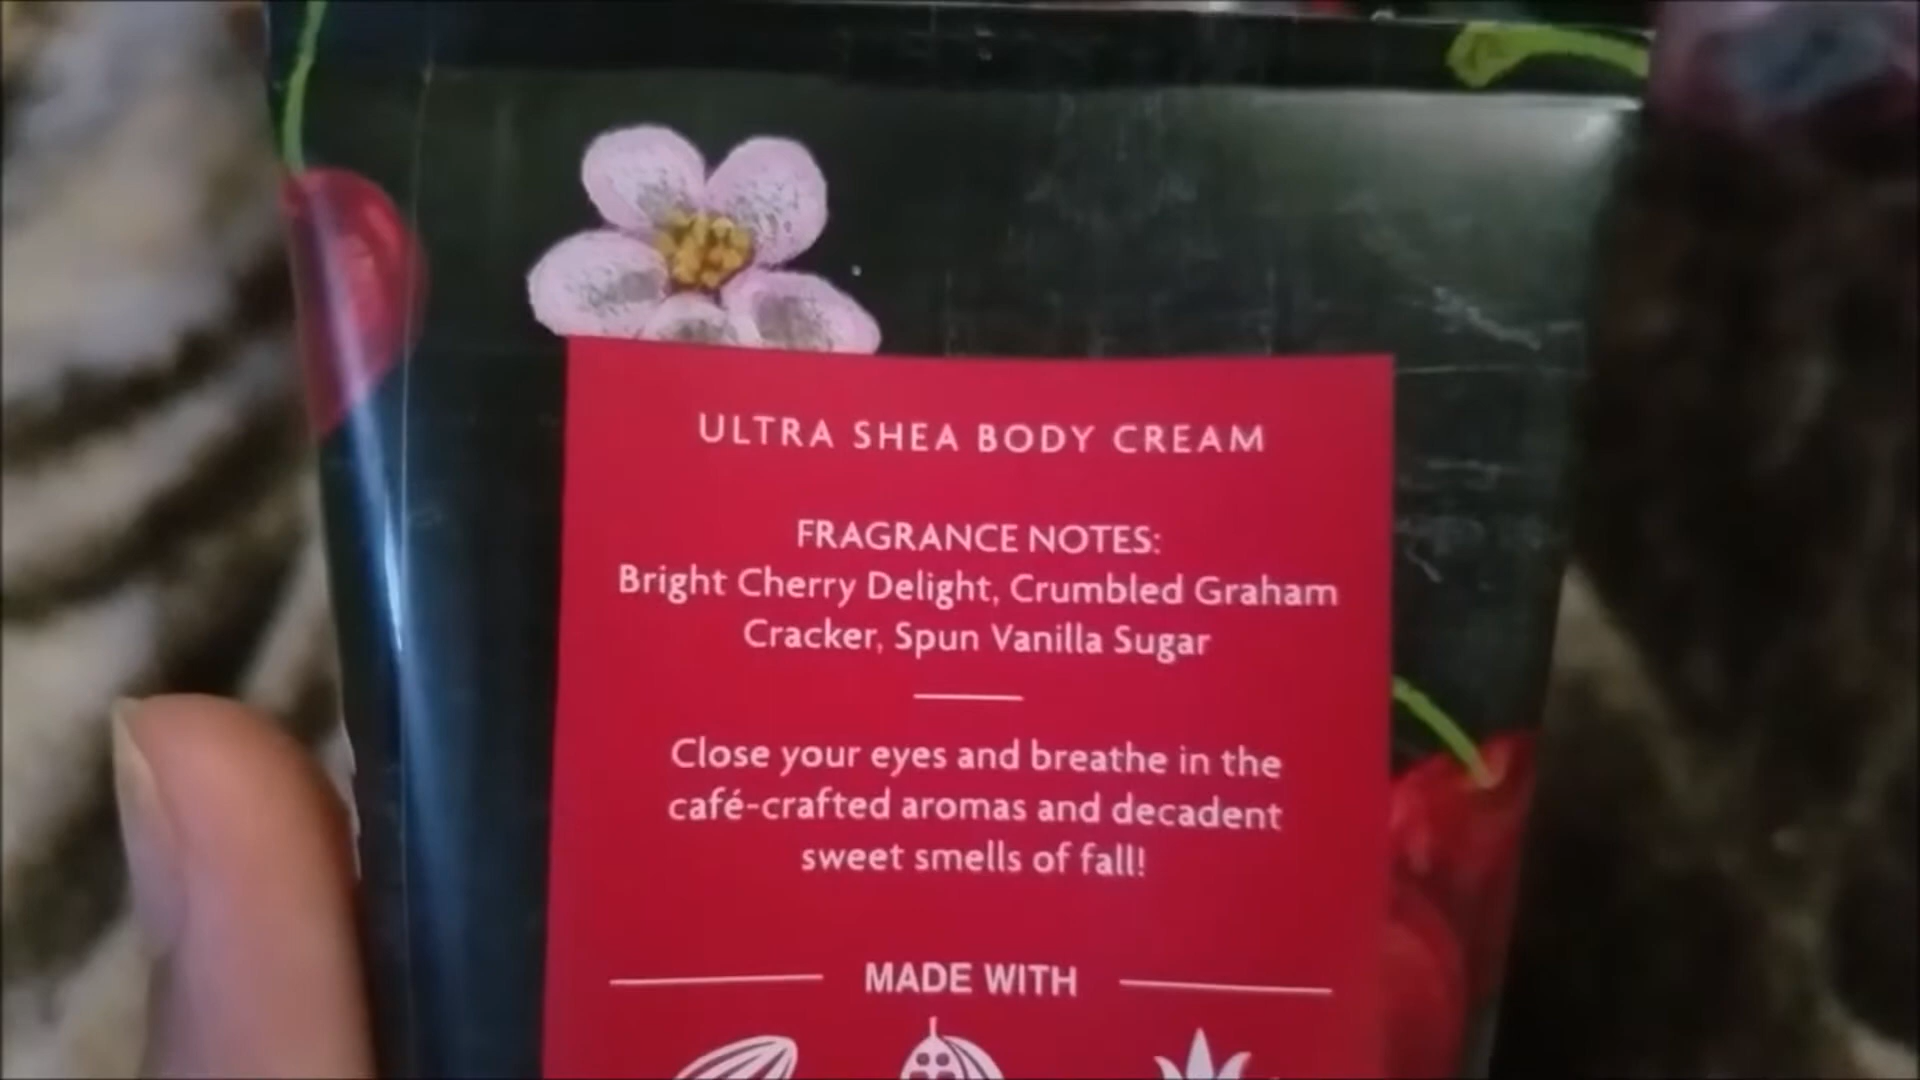 ULTRA SHEA BODY CREAM
FRAGRANCE NOTES:
Bright Cherry Delight, Crumbled Graham
Cracker, Spun Vanilla Sugar
Close your eyes and breathe in the
café-crafted aromas and decadent
sweet smells of fall!
MADE WITH